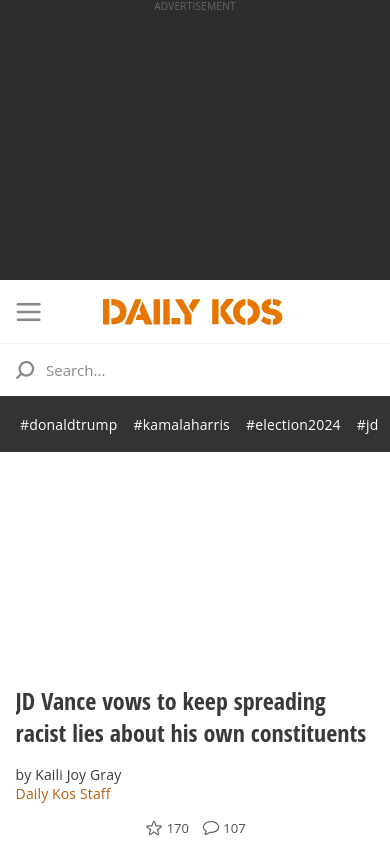 ADVERTISEMENT
DAILY KOS
Search...
#donaldtrump #kamalaharris #election2024 #jd
JD Vance vows to keep spreading
racist lies about his own constituents
by Kaili Joy Gray
Daily Kos Staff
170 107